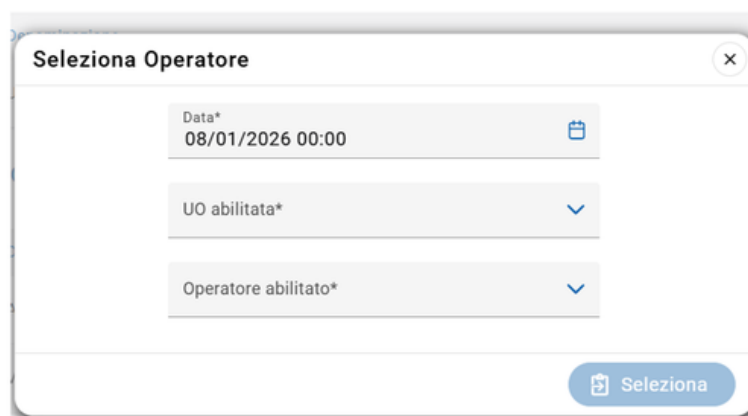 Seleziona Operatore
Data*
08/01/2026 00:00
UO abilitata*
Operatore abilitato*
Seleziona